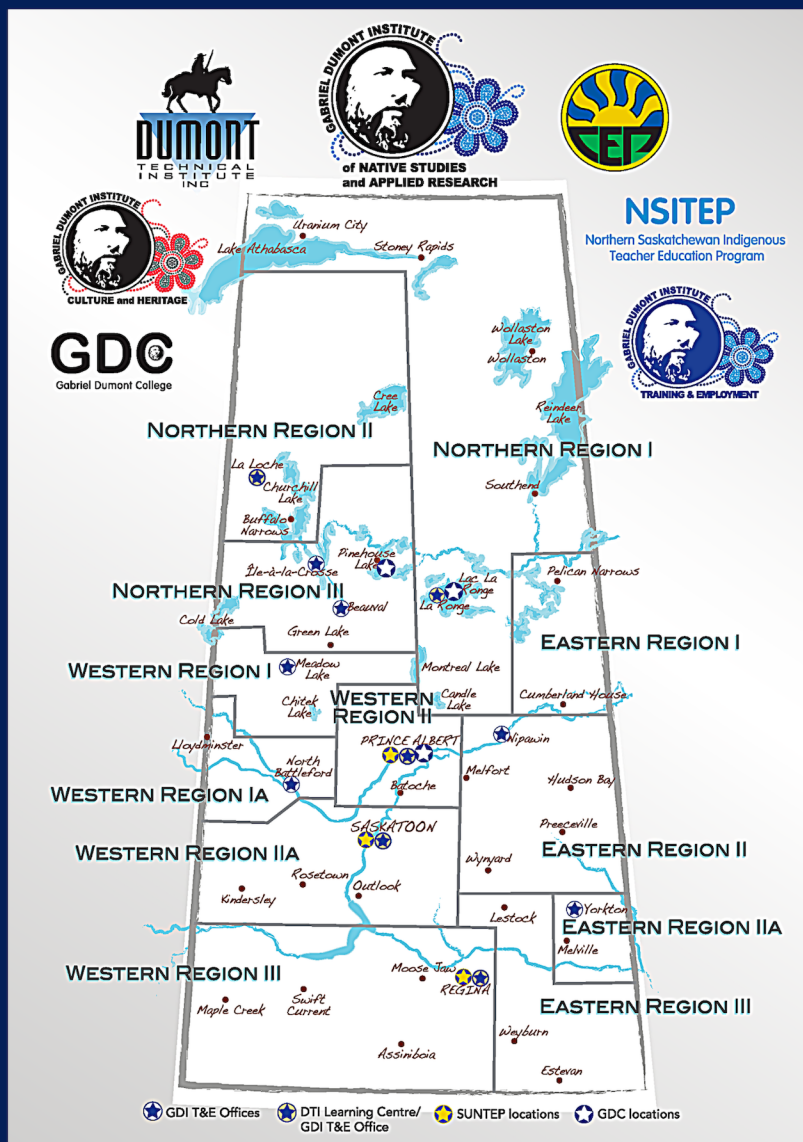 GABRIEL DUMONT INSTITUTE
of NATIVE STUDIES
and APPLIED RESEARCH
DUMONT
TECHNICAL
INSTITUTE
INC
GABRIEL DUMONT INSTITUTE
CULTURE and HERITAGE
NSITEP
Northern Saskatchewan Indigenous
Teacher Education Program
GDC
Gabriel Dumont College
GABRIEL DUMONT INSTITUTE
TRAINING & EMPLOYMENT
Uranium City
Lake Athabasca
Stoney Rapids
Wollaston
Lake
Wollaston
Cree
Lake
Reindeer
Lake
NORTHERN REGION II
NORTHERN REGION I
La Loche
Churchill
Lake
Southend
Buffalo
Narrows
Pinehouse
Lake
Île-à-la-Crosse
Lac La
Ronge
La Ronge
Pelican Narrows
NORTHERN REGION III
Beauval
Cold Lake
Green Lake
EASTERN REGION I
WESTERN REGION I
Meadow
Lake
Montreal Lake
Chitek
Lake
WESTERN
REGION II
Candle
Lake
Cumberland House
Lloydminster
PRINCE ALBERT
Nipawin
North
Battleford
Melfort
Hudson Bay
WESTERN REGION IA
Batoche
SASKATOON
Preeceville
WESTERN REGION IIA
EASTERN REGION II
Wynyard
Rosetown
Kindersley
Outlook
Lestock
Yorkton
EASTERN REGION IIA
Melville
WESTERN REGION III
Moose Jaw
REGINA
Maple Creek
Swift
Current
EASTERN REGION III
Weyburn
Assiniboia
Estevan
GDI T&E Offices
DTI Learning Centre/
GDI T&E Office
SUNTEP locations
GDC locations